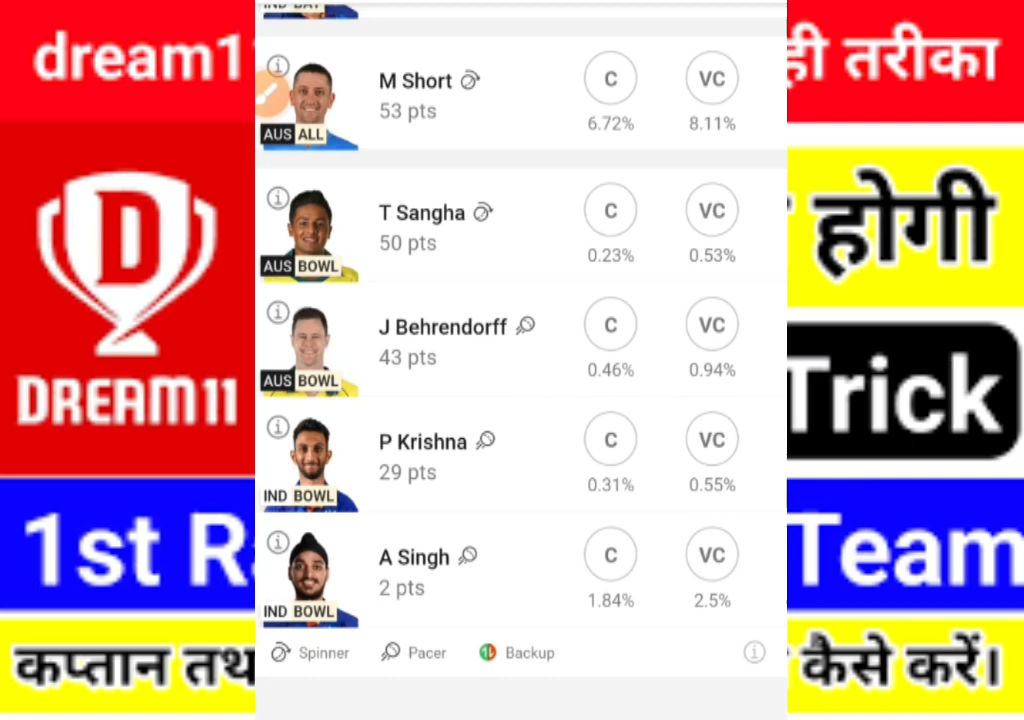 dream1
ही तरीका
D
DREAM11
होगी
Trick
1st R
Team
कप्तान तथ
कैसे करें।
M Short
53 pts
C
VC
6.72%
8.11%
AUS ALL
T Sangha
50 pts
C
VC
0.23%
0.53%
AUS BOWL
J Behrendorff
43 pts
C
VC
0.46%
0.94%
AUS BOWL
P Krishna
29 pts
C
VC
0.31%
0.55%
IND BOWL
A Singh
2 pts
C
VC
1.84%
2.5%
IND BOWL
Spinner
Pacer
Backup